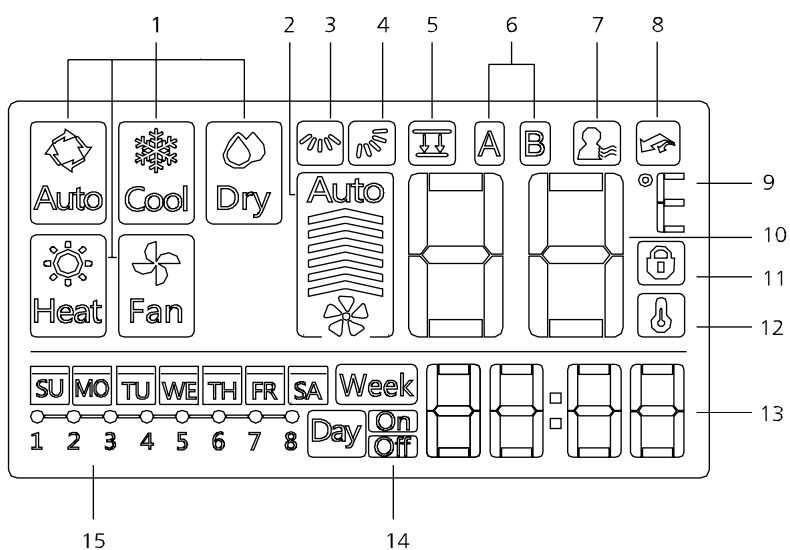 1 2 3 4 5 6 7 8
A B
Auto Cool Dry Auto
9
10
Heat Fan
11
12
SU MO TU WE TH FR SA Week 88:88
13
1 2 3 4 5 6 7 8 Day On
Off
15 14